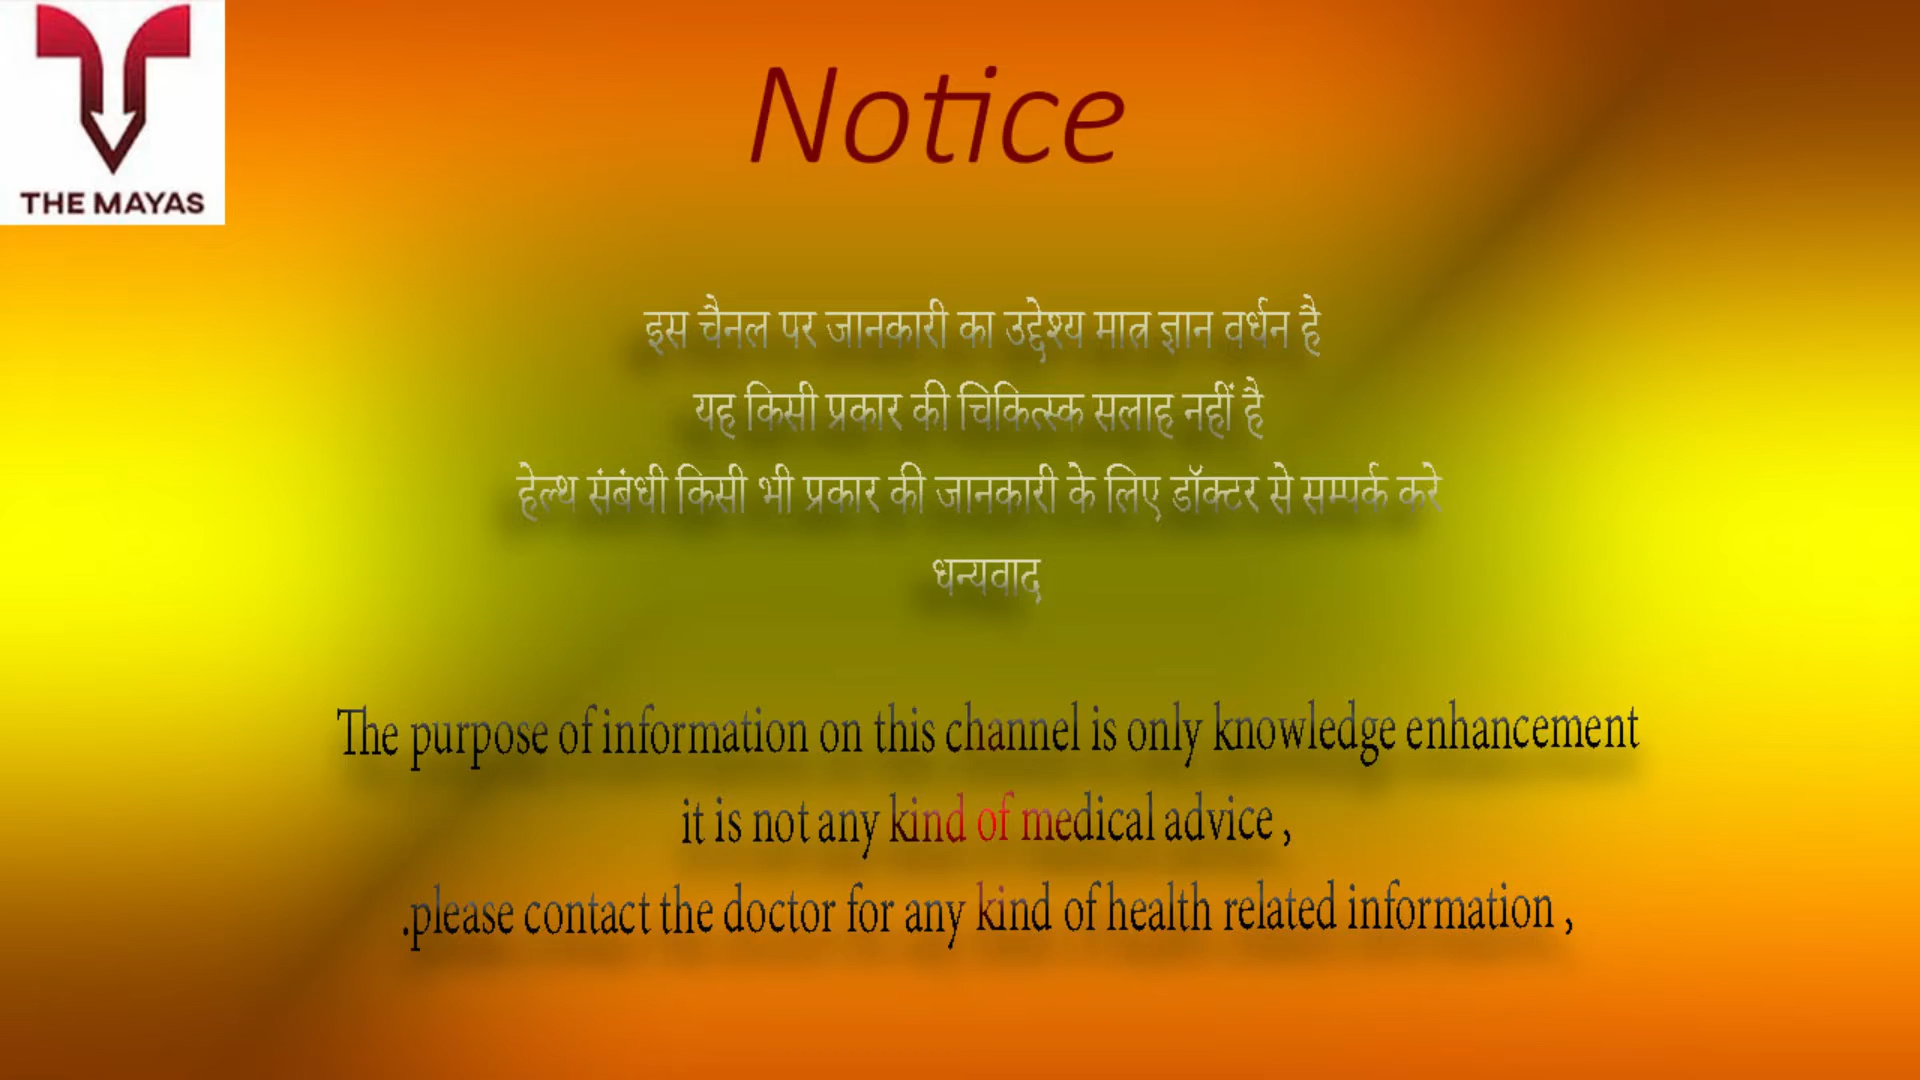 THE MAYAS
Notice
इस चैनल पर जानकारी का उद्देश्य मात्र ज्ञान वर्धन है
यह किसी प्रकार की चिकित्स्क सलाह नहीं है
हेल्थ संबंधी किसी भी प्रकार की जानकारी के लिए डॉक्टर से सम्पर्क करे
धन्यवाद
The purpose of information on this channel is only knowledge enhancement
it is not any kind of medical advice ,
.please contact the doctor for any kind of health related information ,